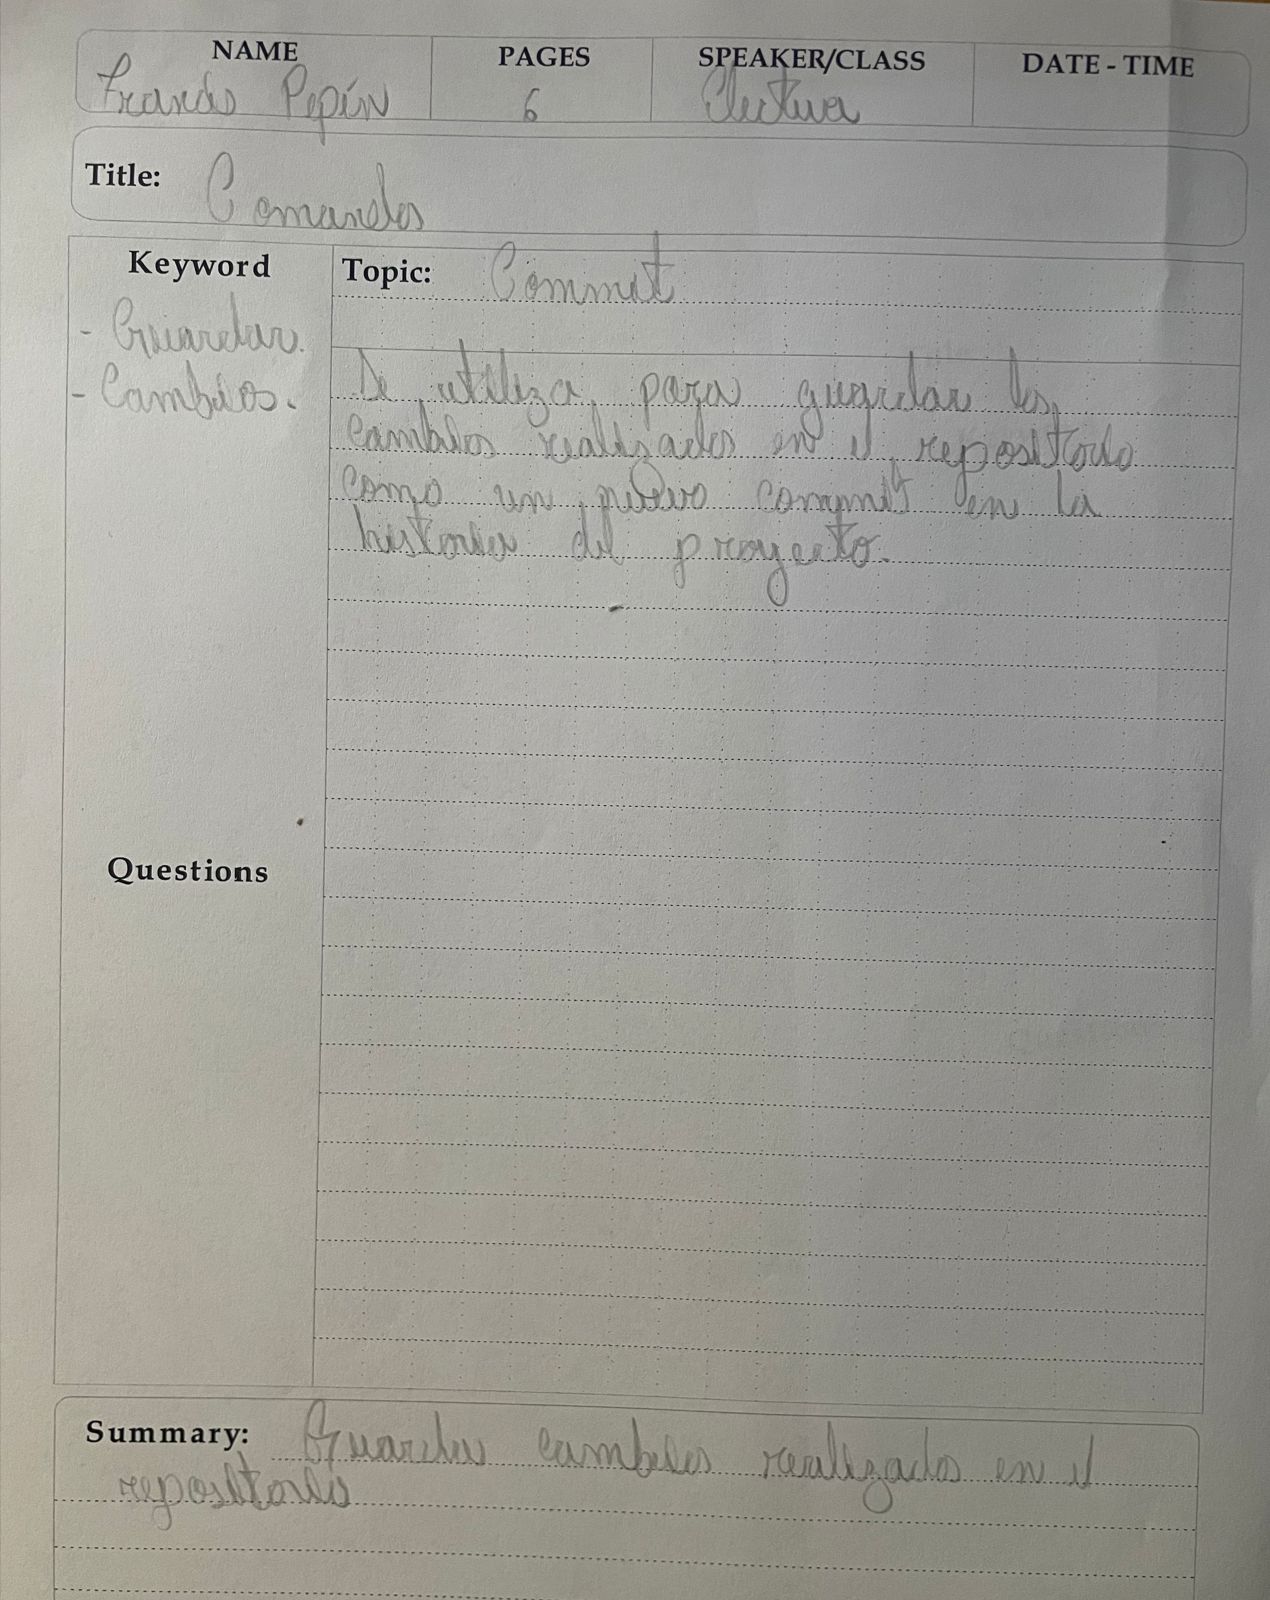 NAME PAGES SPEAKER/CLASS DATE - TIME
Francis Pepín 6 Electiva
Title: Comandos
Keyword Topic: Commit
- Guardar.
- Cambios.
Se utiliza para guardar los
cambios realizados en el repositorio
como un nuevo commit en la
historia del proyecto.
Questions
Summary: Guardar cambios realizados en el
repositorio